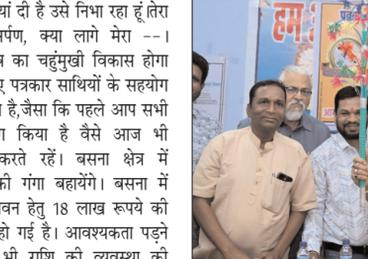 यां दी है उसे निभा रहा हूं।तेरा
र्पण, क्या लागे मेरा --।
का चहुंमुखी विकास होगा
पत्रकार साथियों के सहयोग
है,जैसा कि पहले आप सभी
किया है वैसे आज भी
करते रहें। बसना क्षेत्र में
की गंगा बहायेंगे। बसना में
वन हेतु 18 लाख रूपये की
हो गई है। आवश्यकता पड़ने
भी राशि की व्यवस्था की
हम